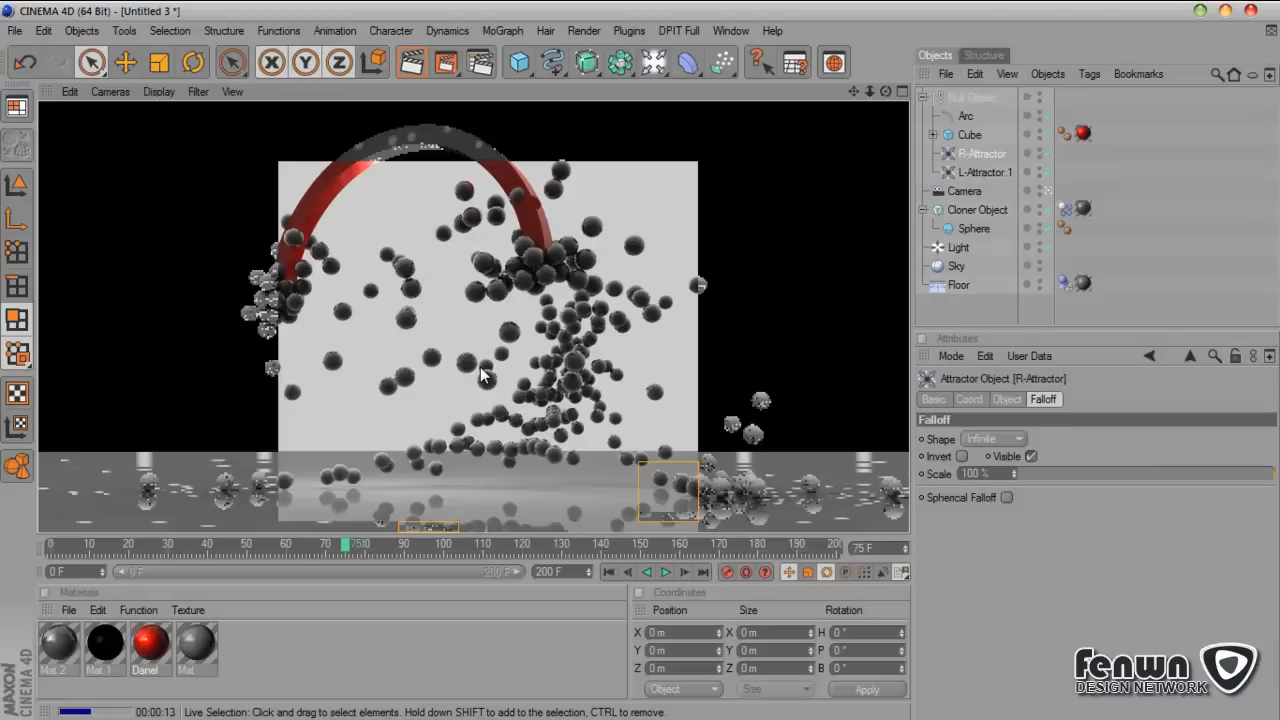 CINEMA 4D (64 Bit) - [Untitled 3 *]
File Edit Objects Tools Selection Structure Functions Animation Character Dynamics MoGraph Hair Render Plugins DPIT Full Window Help
X Y Z
Objects Structure
File Edit View Objects Tags Bookmarks
Edit Cameras Display Filter View
Null Object
Arc
Cube
R-Attractor
L-Attractor.1
Camera
Cloner Object
Sphere
Light
Sky
Floor
Attributes
Mode Edit User Data
Attractor Object [R-Attractor]
Basic Coord. Object Falloff
Falloff
Shape Infinite
Invert Visible
Scale 100 %
Spherical Falloff
0 10 20 30 40 50 60 70 75 90 100 110 120 130 140 150 160 170 180 190 20 75 F
0 F 0 F 200 F 200 F
Materials
File Edit Function Texture
Mat.2 Mat.1 Danel Mat
Coordinates
Position Size Rotation
X 0 m X 0 m H 0 °
Y 0 m Y 0 m P 0 °
Z 0 m Z 0 m B 0 °
Object Size Apply
MAXON
CINEMA 4D
fenwn
DESIGN NETWORK
00:00:13 Live Selection: Click and drag to select elements. Hold down SHIFT to add to the selection, CTRL to remove.